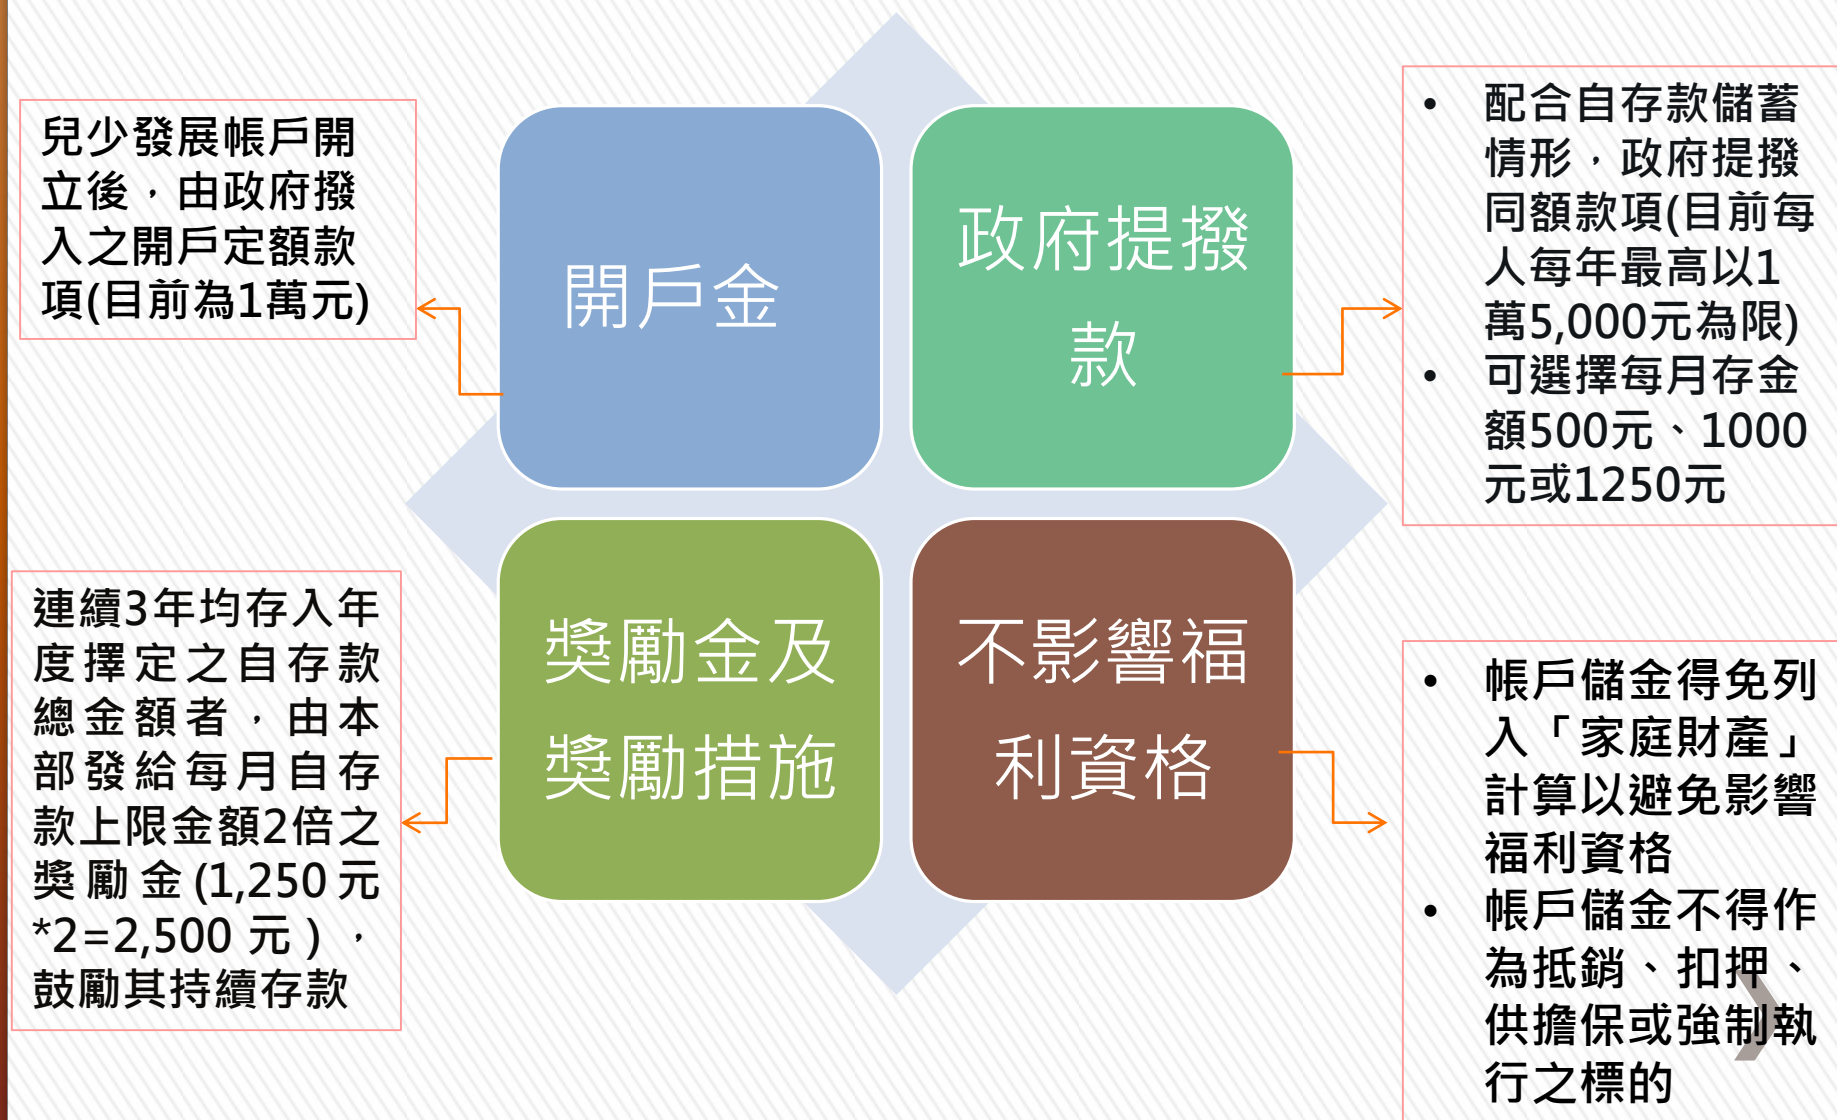 兒少發展帳戶開
立後，由政府撥
入之開戶定額款
項(目前為1萬元)
開戶金
政府提撥
款
• 配合自存款儲蓄
情形，政府提撥
同額款項(目前每
人每年最高以1
萬5,000元為限)
• 可選擇每月存金
額500元、1000
元或1250元
連續3年均存入年
度擇定之自存款
總金額者，由本
部發給每月自存
款上限金額2倍之
獎勵金(1,250元
*2=2,500元)，
鼓勵其持續存款
獎勵金及
獎勵措施
不影響福
利資格
• 帳戶儲金得免列
入「家庭財產」
計算以避免影響
福利資格
• 帳戶儲金不得作
為抵銷、扣押、
供擔保或強制執
行之標的